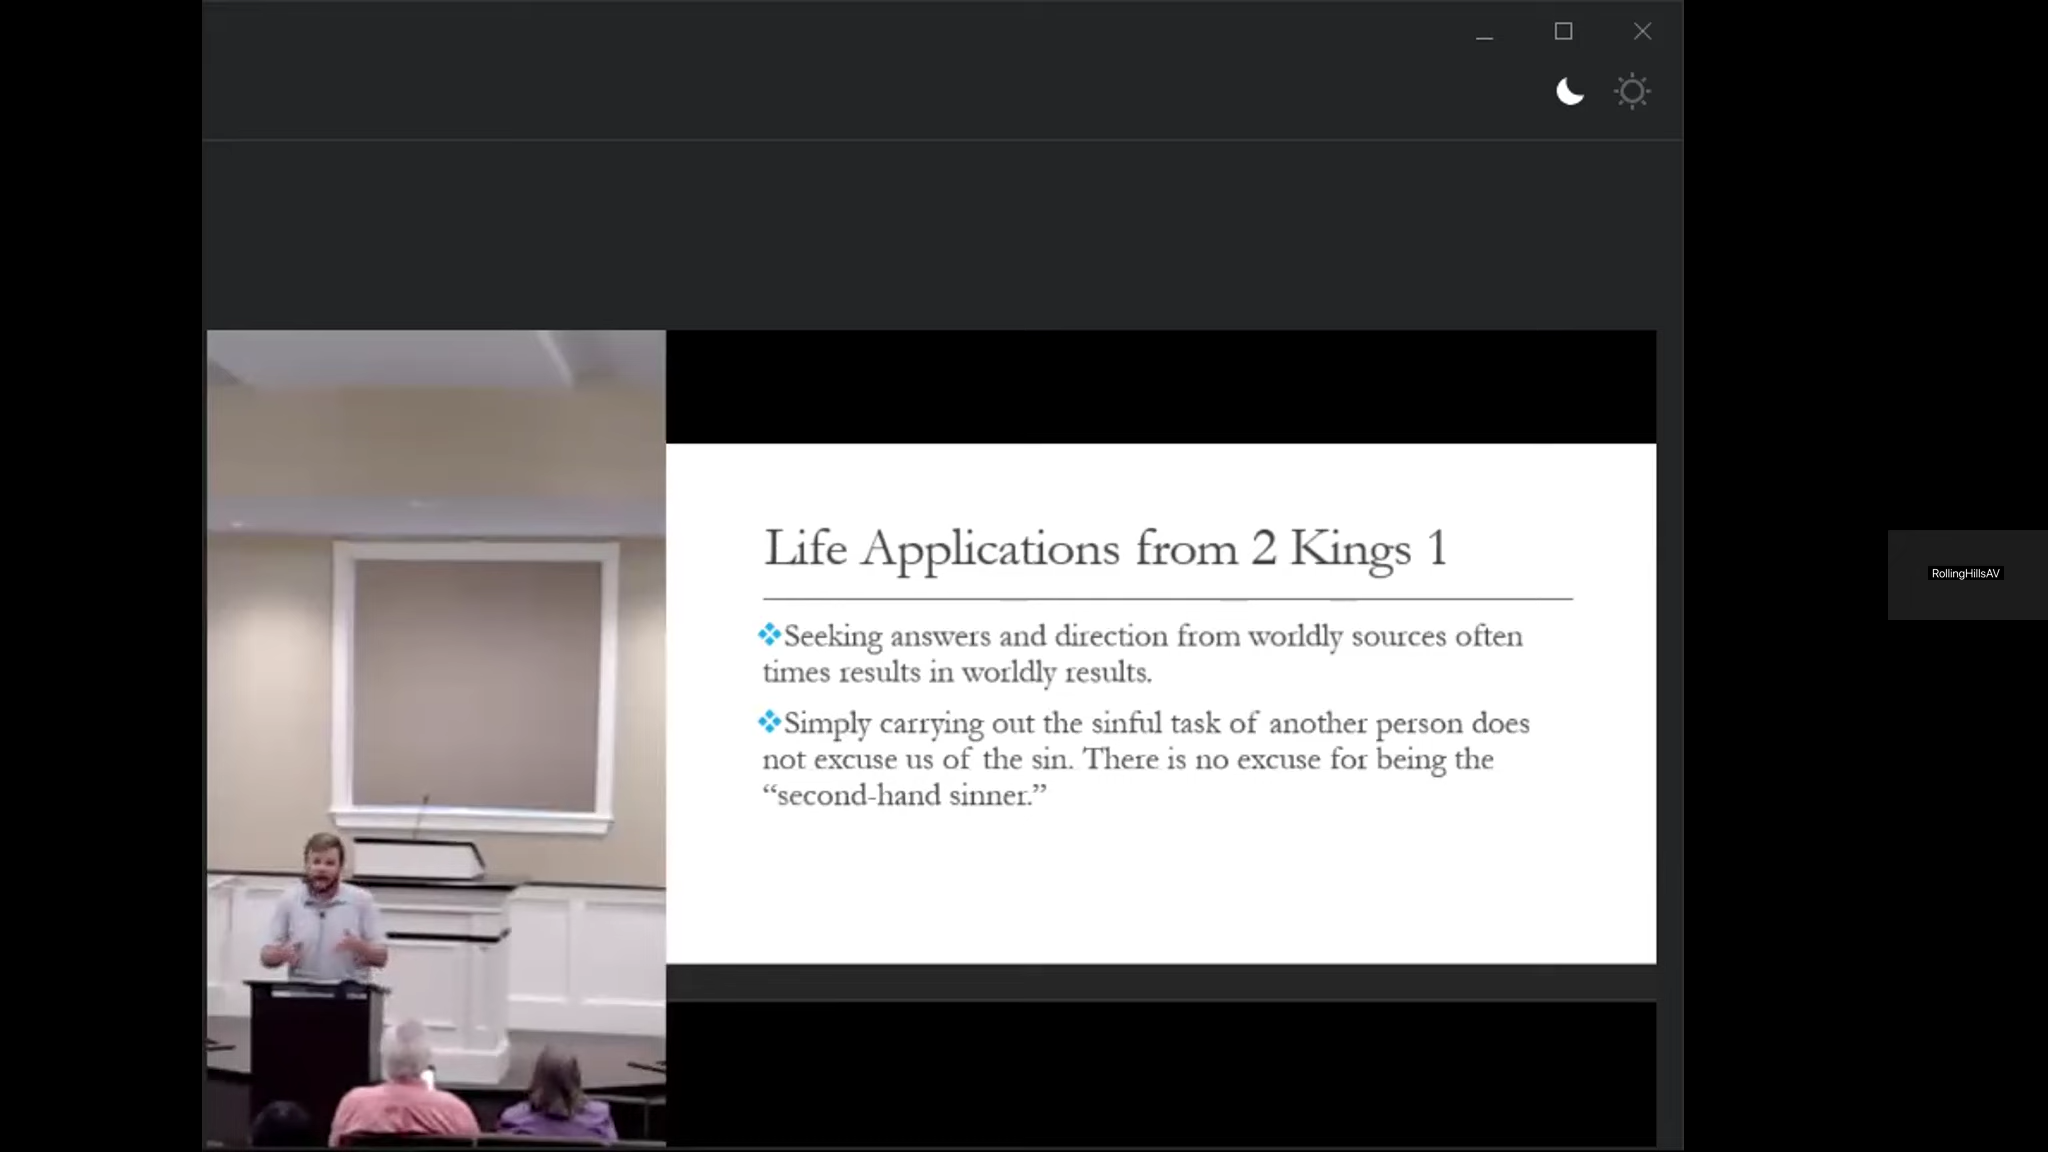 Life Applications from 2 Kings 1
❖Seeking answers and direction from worldly sources often
times results in worldly results.
❖Simply carrying out the sinful task of another person does
not excuse us of the sin. There is no excuse for being the
“second-hand sinner.”
RollingHillsAV